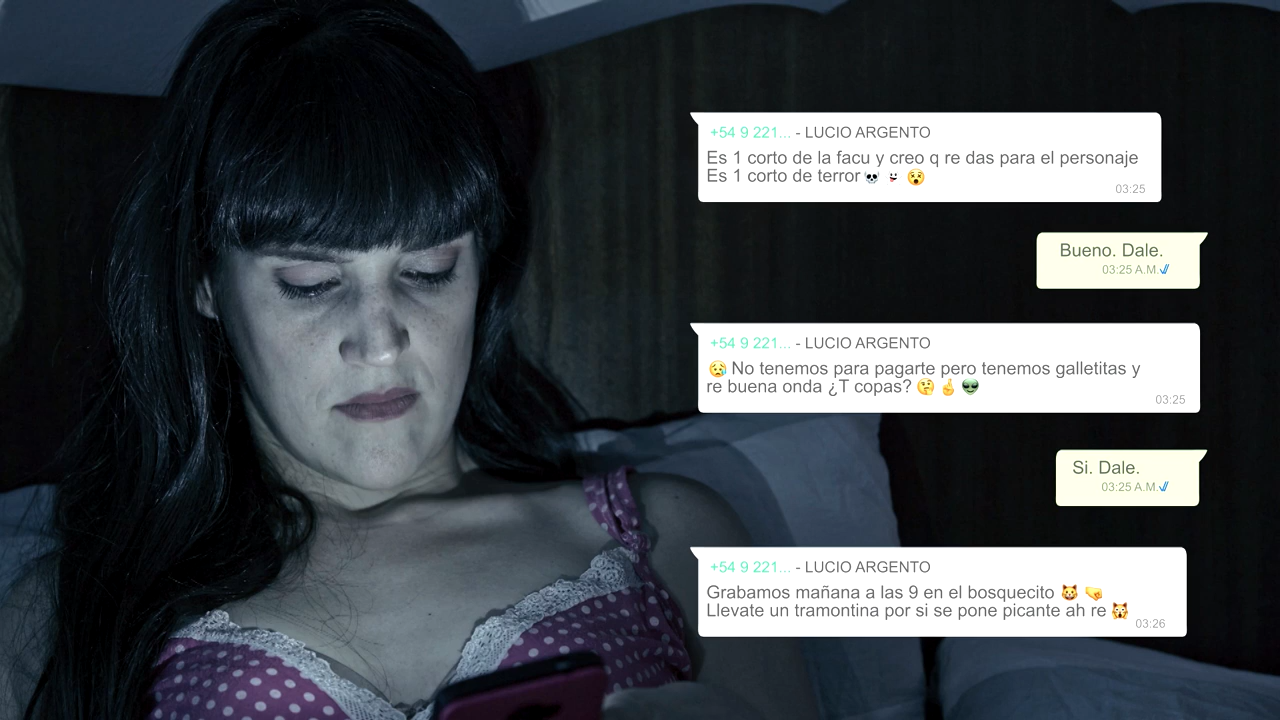 +54 9 221... - LUCIO ARGENTO
Es 1 corto de la facu y creo q re das para el personaje
Es 1 corto de terror 💀 👻 😵
03:25
Bueno. Dale.
03:25 A.M.
+54 9 221... - LUCIO ARGENTO
😥 No tenemos para pagarte pero tenemos galletitas y
re buena onda ¿T copas? 🤔 🤞 👽
03:25
Si. Dale.
03:25 A.M.
+54 9 221... - LUCIO ARGENTO
Grabamos mañana a las 9 en el bosquecito 😺 🤜
Llevate un tramontina por si se pone picante ah re 🙀
03:26